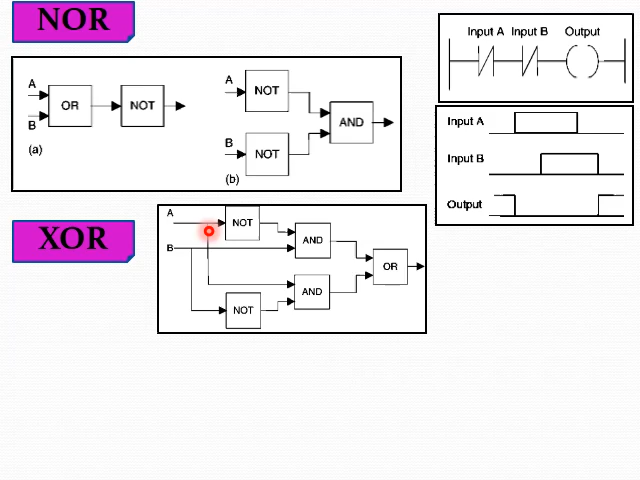 NOR
Input A Input B Output
A
OR
NOT
B
(a)
A
NOT
AND
B
NOT
(b)
Input A
Input B
Output
XOR
A
NOT
AND
B
OR
AND
NOT